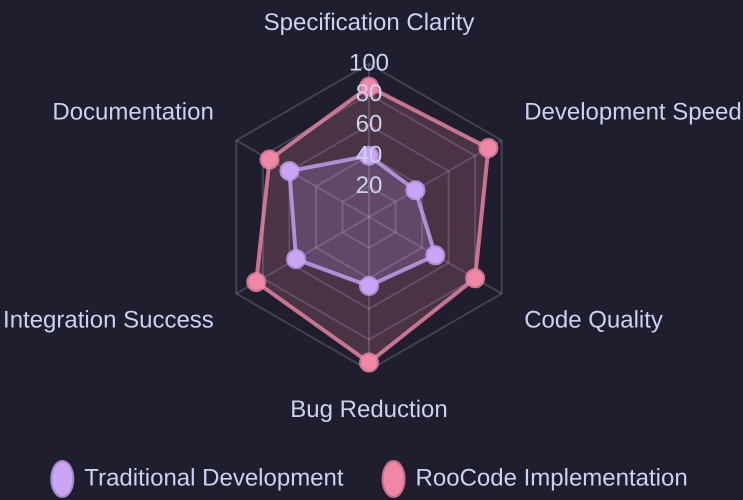 Specification Clarity
100
80
60
40
20
Documentation
Development Speed
Integration Success
Code Quality
Bug Reduction
Traditional Development
RooCode Implementation